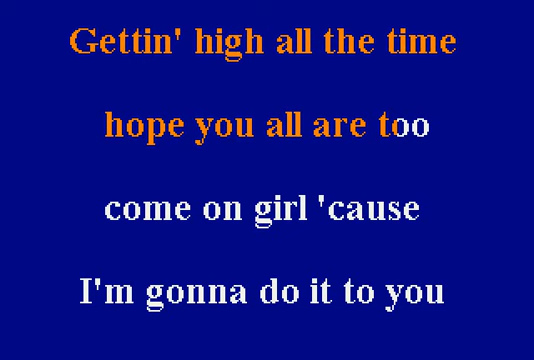 Gettin' high all the time
hope you all are too
come on girl 'cause
I'm gonna do it to you